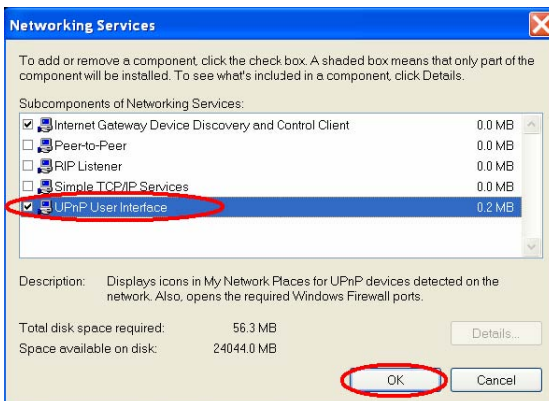 Networking Services
To add or remove a component, click the check box. A shaded box means that only part of the
component will be installed. To see what's included in a component, click Details.
Subcomponents of Networking Services:
Internet Gateway Device Discovery and Control Client 0.0 MB
Peer-to-Peer 0.0 MB
RIP Listener 0.0 MB
Simple TCP/IP Services 0.0 MB
UPnP User Interface 0.2 MB
Description: Displays icons in My Network Places for UPnP devices detected on the
network. Also, opens the required Windows Firewall ports.
Total disk space required: 56.3 MB
Details...
Space available on disk: 24044.0 MB
OK Cancel